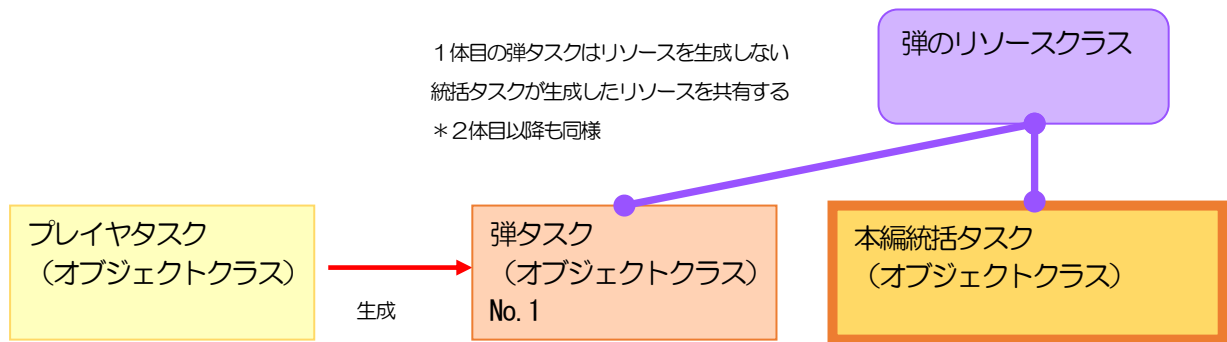 １体目の弾タスクはリソースを生成しない
統括タスクが生成したリソースを共有する
＊２体目以降も同様
弾のリソースクラス
プレイヤタスク
（オブジェクトクラス）
生成
弾タスク
（オブジェクトクラス）
No.1
本編統括タスク
（オブジェクトクラス）